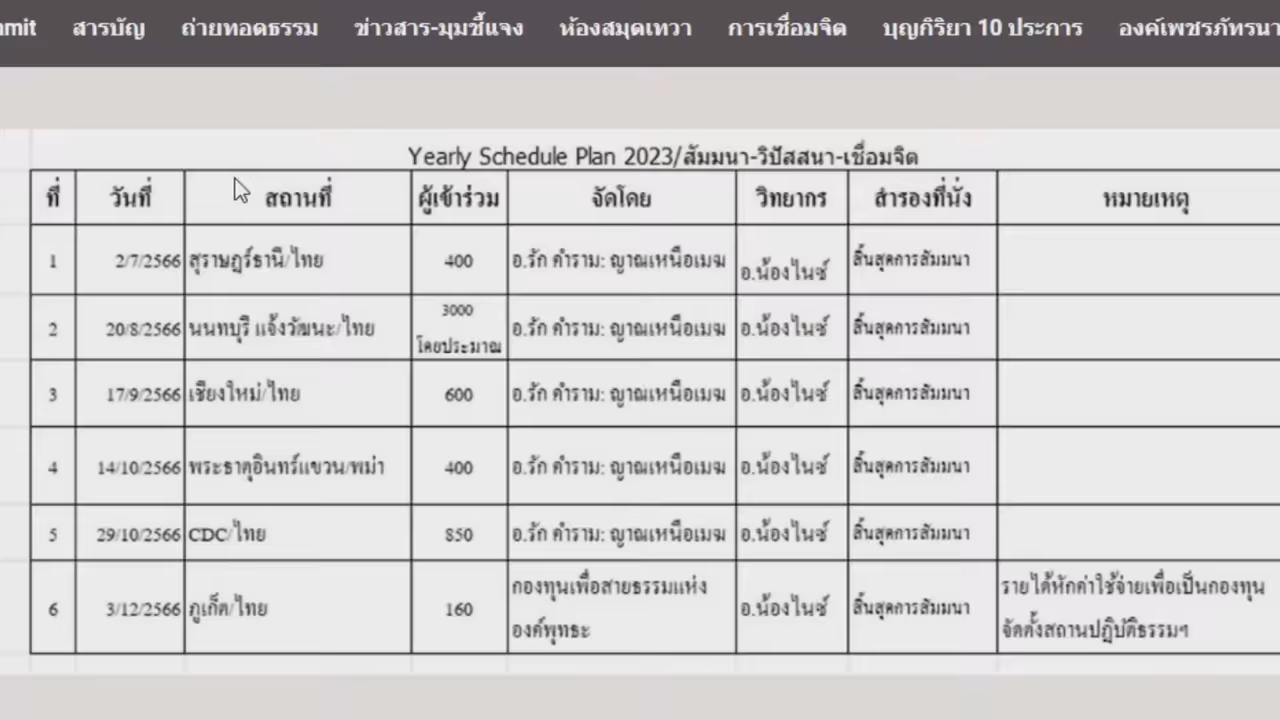 สารบัญ ถ่ายทอดธรรม ข่าวสาร-มุมชี้แจง ห้องสมุดเทวา การเชื่อมจิต บุญกิริยา 10 ประการ
Yearly Schedule Plan 2023/สัมมนา-วิปัสสนา-เชื่อมจิต
ที่ วันที่ สถานที่ ผู้เข้าร่วม จัดโดย วิทยากร สำรองที่นั่ง หมายเหตุ
1 2/7/2566 สุราษฎร์ธานี/ไทย 400 อ.รัก คำราม: ญาณเหนือเมฆ อ.น้องไนซ์ สิ้นสุดการสัมมนา
2 20/8/2566 นนทบุรี แจ้งวัฒนะ/ไทย 3000 โดยประมาณ อ.รัก คำราม: ญาณเหนือเมฆ อ.น้องไนซ์ สิ้นสุดการสัมมนา
3 17/9/2566 เชียงใหม่/ไทย 600 อ.รัก คำราม: ญาณเหนือเมฆ อ.น้องไนซ์ สิ้นสุดการสัมมนา
4 14/10/2566 พระธาตุอินทร์แขวน/พม่า 400 อ.รัก คำราม: ญาณเหนือเมฆ อ.น้องไนซ์ สิ้นสุดการสัมมนา
5 29/10/2566 CDC/ไทย 850 อ.รัก คำราม: ญาณเหนือเมฆ อ.น้องไนซ์ สิ้นสุดการสัมมนา
6 3/12/2566 ภูเก็ต/ไทย 160 กองทุนเพื่อสายธรรมแห่ง องค์พุทธะ อ.น้องไนซ์ สิ้นสุดการสัมมนา รายได้หักค่าใช้จ่ายเพื่อเป็นกองทุน
จัดตั้งสถานปฏิบัติธรรมฯ